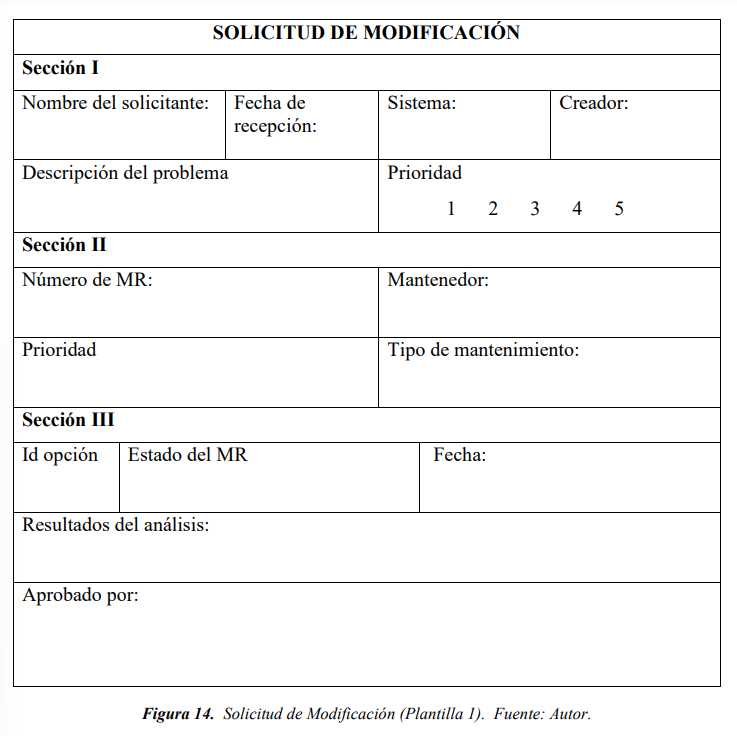 SOLICITUD DE MODIFICACIÓN
Sección I
Nombre del solicitante:
Fecha de
recepción:
Sistema:
Creador:
Descripción del problema
Prioridad
1 2 3 4 5
Sección II
Número de MR:
Mantenedor:
Prioridad
Tipo de mantenimiento:
Sección III
Id opción
Estado del MR
Fecha:
Resultados del análisis:
Aprobado por:
Figura 14. Solicitud de Modificación (Plantilla 1). Fuente: Autor.